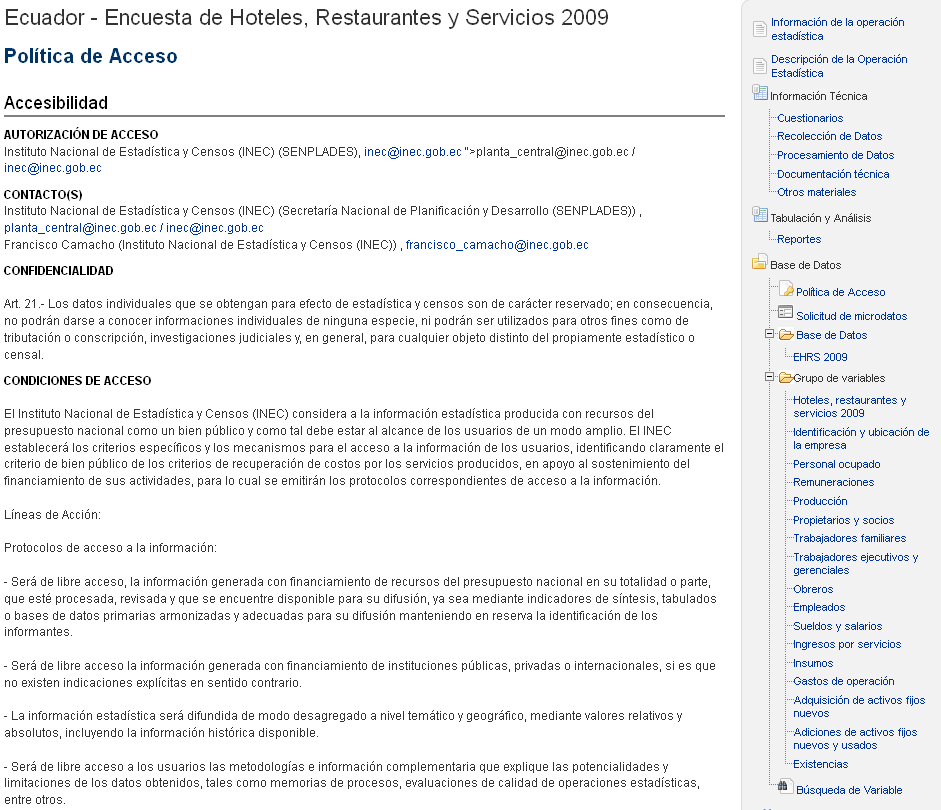 Ecuador - Encuesta de Hoteles, Restaurantes y Servicios 2009
Política de Acceso
Accesibilidad
AUTORIZACIÓN DE ACCESO
Instituto Nacional de Estadística y Censos (INEC) (SENPLADES), inec@inec.gob.ec ">planta_central@inec.gob.ec /
inec@inec.gob.ec
CONTACTO(S)
Instituto Nacional de Estadística y Censos (INEC) (Secretaría Nacional de Planificación y Desarrollo (SENPLADES)) ,
planta_central@inec.gob.ec / inec@inec.gob.ec
Francisco Camacho (Instituto Nacional de Estadística y Censos (INEC)) , francisco_camacho@inec.gob.ec
CONFIDENCIALIDAD
Art. 21.- Los datos individuales que se obtengan para efecto de estadística y censos son de carácter reservado; en consecuencia,
no podrán darse a conocer informaciones individuales de ninguna especie, ni podrán ser utilizados para otros fines como de
tributación o conscripción, investigaciones judiciales y, en general, para cualquier objeto distinto del propiamente estadístico o
censal.
CONDICIONES DE ACCESO
El Instituto Nacional de Estadística y Censos (INEC) considera a la información estadística producida con recursos del
presupuesto nacional como un bien público y como tal debe estar al alcance de los usuarios de un modo amplio. El INEC
establecerá los criterios específicos y los mecanismos para el acceso a la información de los usuarios, identificando claramente el
criterio de bien público de los criterios de recuperación de costos por los servicios producidos, en apoyo al sostenimiento del
financiamiento de sus actividades, para lo cual se emitirán los protocolos correspondientes de acceso a la información.
Líneas de Acción:
Protocolos de acceso a la información:
- Será de libre acceso, la información generada con financiamiento de recursos del presupuesto nacional en su totalidad o parte,
que esté procesada, revisada y que se encuentre disponible para su difusión, ya sea mediante indicadores de síntesis, tabulados
o bases de datos primarias armonizadas y adecuadas para su difusión manteniendo en reserva la identificación de los
informantes.
- Será de libre acceso la información generada con financiamiento de instituciones públicas, privadas o internacionales, si es que
no existen indicaciones explícitas en sentido contrario.
- La información estadística será difundida de modo desagregado a nivel temático y geográfico, mediante valores relativos y
absolutos, incluyendo la información histórica disponible.
- Será de libre acceso a los usuarios las metodologías e información complementaria que explique las potencialidades y
limitaciones de los datos obtenidos, tales como memorias de procesos, evaluaciones de calidad de operaciones estadísticas,
entre otros.
Información de la operación
estadística
Descripción de la Operación
Estadística
Información Técnica
Cuestionarios
Recolección de Datos
Procesamiento de Datos
Documentación técnica
Otros materiales
Tabulación y Análisis
Reportes
Base de Datos
Política de Acceso
Solicitud de microdatos
Base de Datos
EHRS 2009
Grupo de variables
Hoteles, restaurantes y
servicios 2009
Identificación y ubicación de
la empresa
Personal ocupado
Remuneraciones
Producción
Propietarios y socios
Trabajadores familiares
Trabajadores ejecutivos y
gerenciales
Obreros
Empleados
Sueldos y salarios
Ingresos por servicios
Insumos
Gastos de operación
Adquisición de activos fijos
nuevos
Adiciones de activos fijos
nuevos y usados
Existencias
Búsqueda de Variable